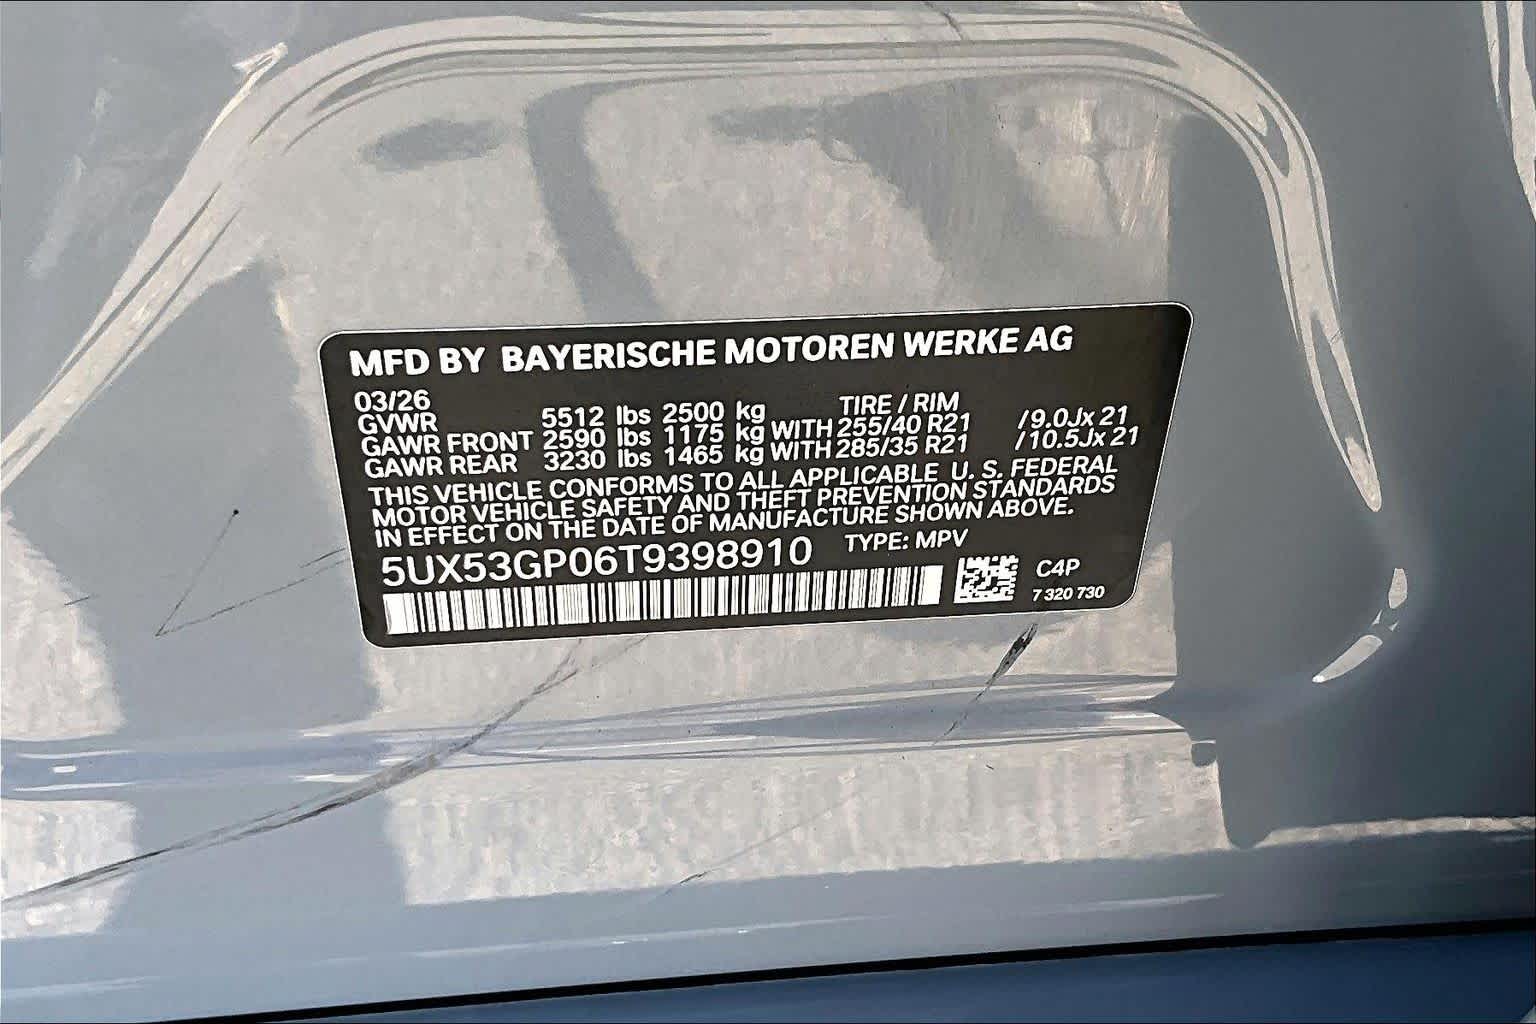 MFD BY BAYERISCHE MOTOREN WERKE AG
03/26 TIRE / RIM
GVWR 5512 lbs 2500 kg
GAWR FRONT 2590 lbs 1175 kg WITH 255/40 R21 /9.0Jx 21
GAWR REAR 3230 lbs 1465 kg WITH 285/35 R21 /10.5Jx 21
THIS VEHICLE CONFORMS TO ALL APPLICABLE U. S. FEDERAL
MOTOR VEHICLE SAFETY AND THEFT PREVENTION STANDARDS
IN EFFECT ON THE DATE OF MANUFACTURE SHOWN ABOVE.
5UX53GP06T9398910 TYPE: MPV
C4P
7 320 730